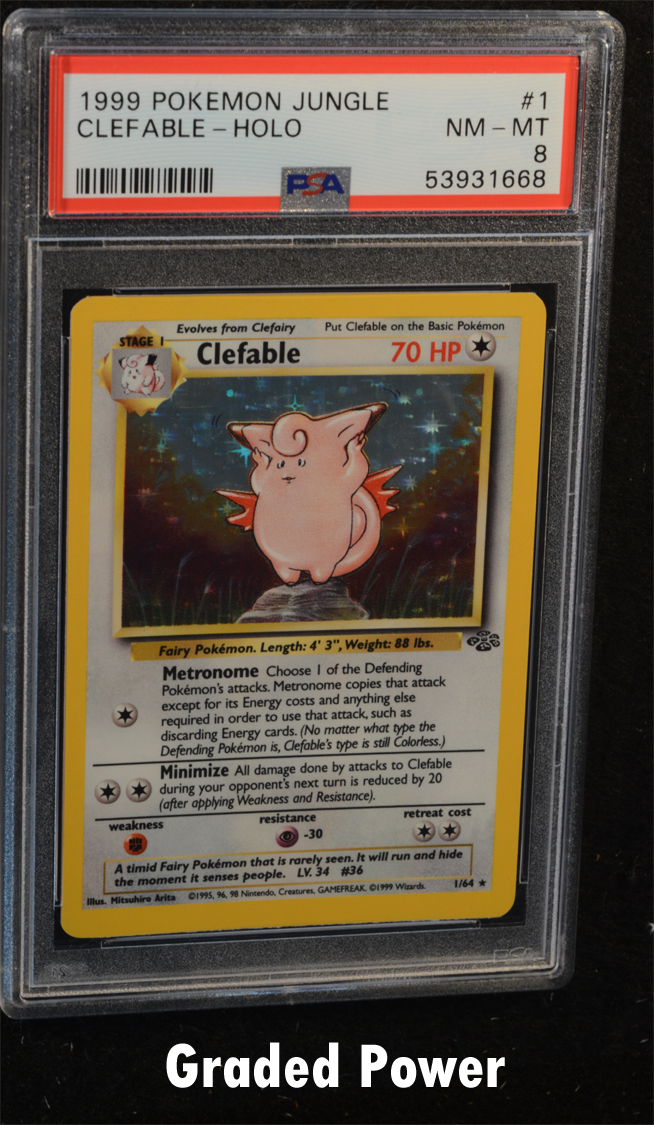 1999 POKEMON JUNGLE #1
CLEFABLE – HOLO NM – MT
8
PSA 53931668
Evolves from Clefairy Put Clefable on the Basic Pokémon
STAGE 1
Clefable 70 HP
Fairy Pokémon. Length: 4' 3", Weight: 88 lbs.
Metronome Choose 1 of the Defending
Pokémon's attacks. Metronome copies that attack
except for its Energy costs and anything else
required in order to use that attack, such as
discarding Energy cards. (No matter what type the
Defending Pokémon is, Clefable's type is still Colorless.)
Minimize All damage done by attacks to Clefable
during your opponent's next turn is reduced by 20
(after applying Weakness and Resistance).
weakness resistance retreat cost
-30
A timid Fairy Pokémon that is rarely seen. It will run and hide
the moment it senses people. LV. 34 #36
Illus. Mitsuhiro Arita ©1995, 96, 98 Nintendo, Creatures, GAMEFREAK. ©1999 Wizards. 1/64 ★
Graded Power